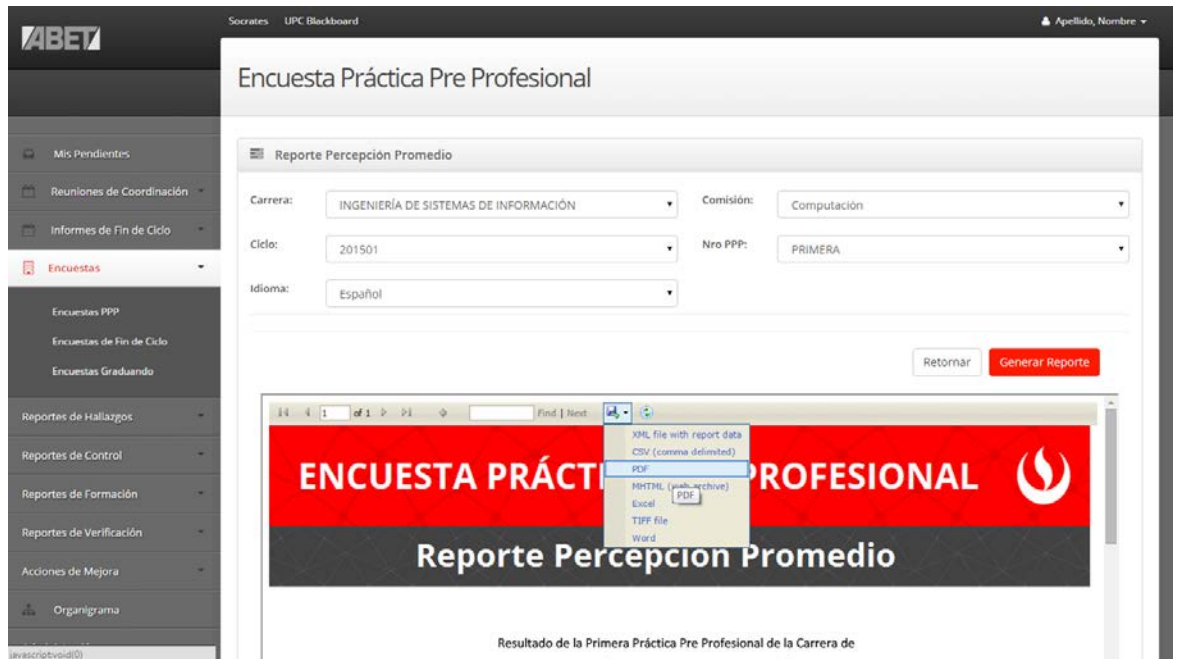 ABET
Socrates UPC Blackboard
Apellido, Nombre
Encuesta Práctica Pre Profesional
Mis Pendientes
Reuniones de Coordinación
Informes de Fin de Ciclo
Encuestas
Encuestas PPP
Encuestas de Fin de Ciclo
Encuestas Graduando
Reportes de Hallazgos
Reportes de Control
Reportes de Formación
Reportes de Verificación
Acciones de Mejora
Organigrama
javascript:void(0)
Reporte Percepción Promedio
Carrera: INGENIERÍA DE SISTEMAS DE INFORMACIÓN Comisión: Computación
Ciclo: 201501 Nro PPP: PRIMERA
Idioma: Español
Retornar Generar Reporte
1 of 1 Find | Next
XML file with report data
CSV (comma delimited)
PDF
MHTML (web archive)
PDF
Excel
TIFF file
Word
ENCUESTA PRÁCTI PROFESIONAL
Reporte Percepción Promedio
Resultado de la Primera Práctica Pre Profesional de la Carrera de